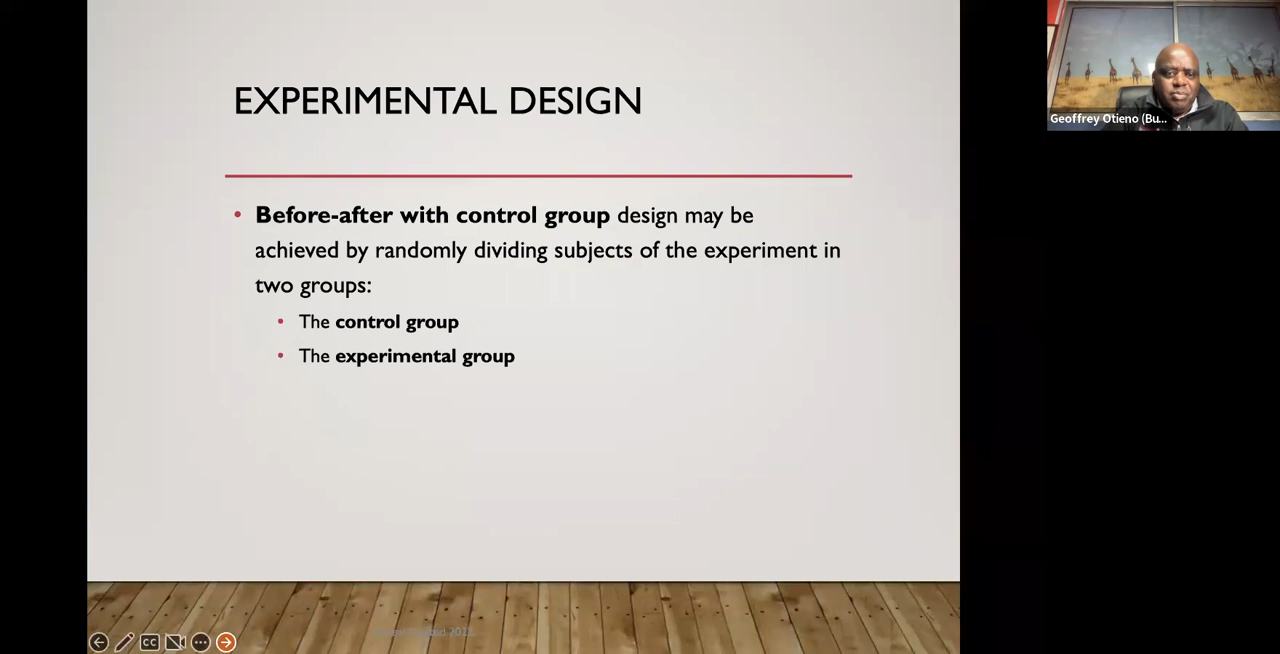 EXPERIMENTAL DESIGN
• Before-after with control group design may be
achieved by randomly dividing subjects of the experiment in
two groups:
• The control group
• The experimental group
Geoffrey Otieno (Bu...
CC